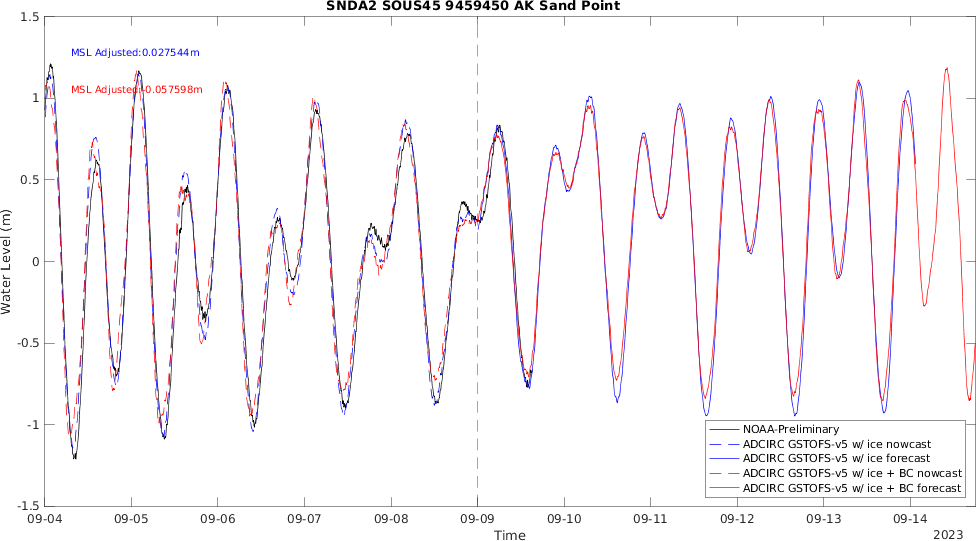 SNDA2 SOUS45 9459450 AK Sand Point
1.5
1
0.5
0
-0.5
-1
-1.5
Water Level (m)
MSL Adjusted:0.027544m
MSL Adjusted:-0.057598m
NOAA-Preliminary
ADCIRC GSTOFS-v5 w/ ice nowcast
ADCIRC GSTOFS-v5 w/ ice forecast
ADCIRC GSTOFS-v5 w/ ice + BC nowcast
ADCIRC GSTOFS-v5 w/ ice + BC forecast
09-04 09-05 09-06 09-07 09-08 09-09 09-10 09-11 09-12 09-13 09-14
Time
2023